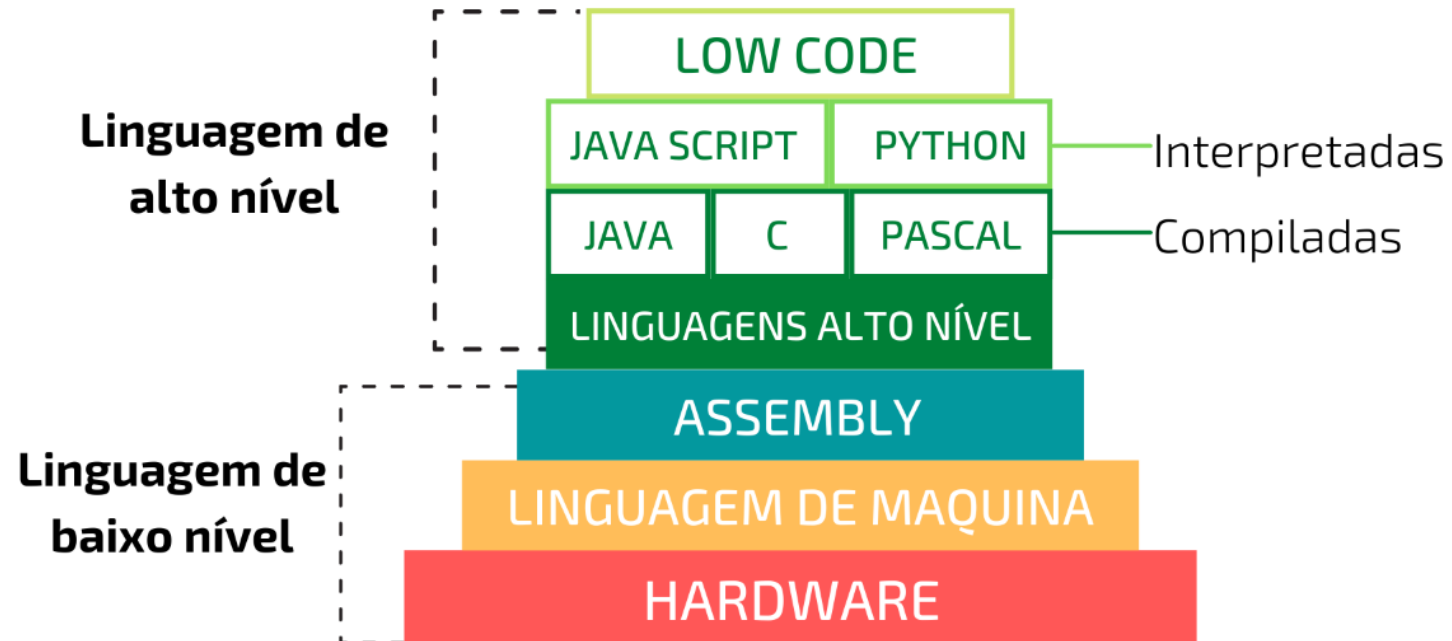 LOW CODE
Linguagem de
alto nível
JAVA SCRIPT
PYTHON
Interpretadas
JAVA
C
PASCAL
Compiladas
LINGUAGENS ALTO NÍVEL
ASSEMBLY
Linguagem de
baixo nível
LINGUAGEM DE MAQUINA
HARDWARE